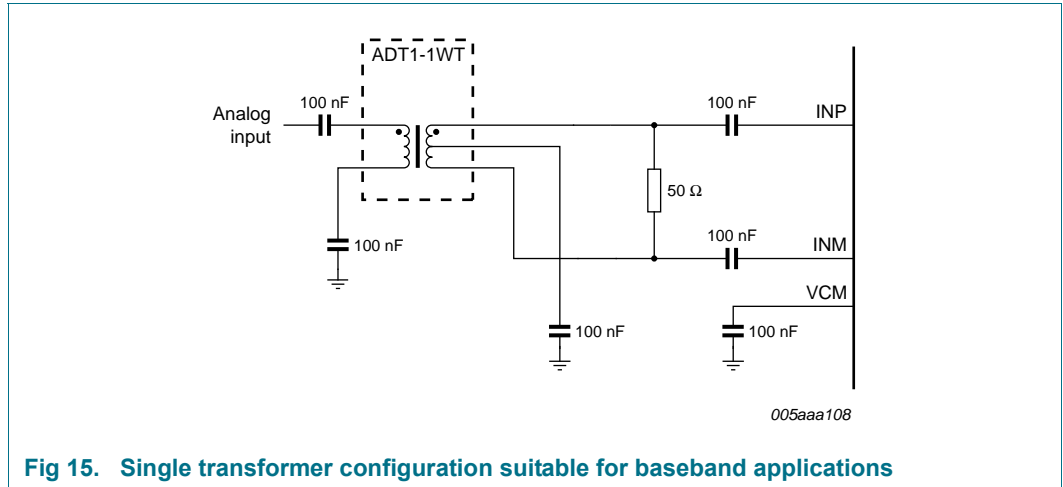 ADT1-1WT
Analog
input
100 nF
100 nF
INP
50 Ω
100 nF
100 nF
INM
VCM
100 nF
100 nF
005aaa108
Fig 15. Single transformer configuration suitable for baseband applications